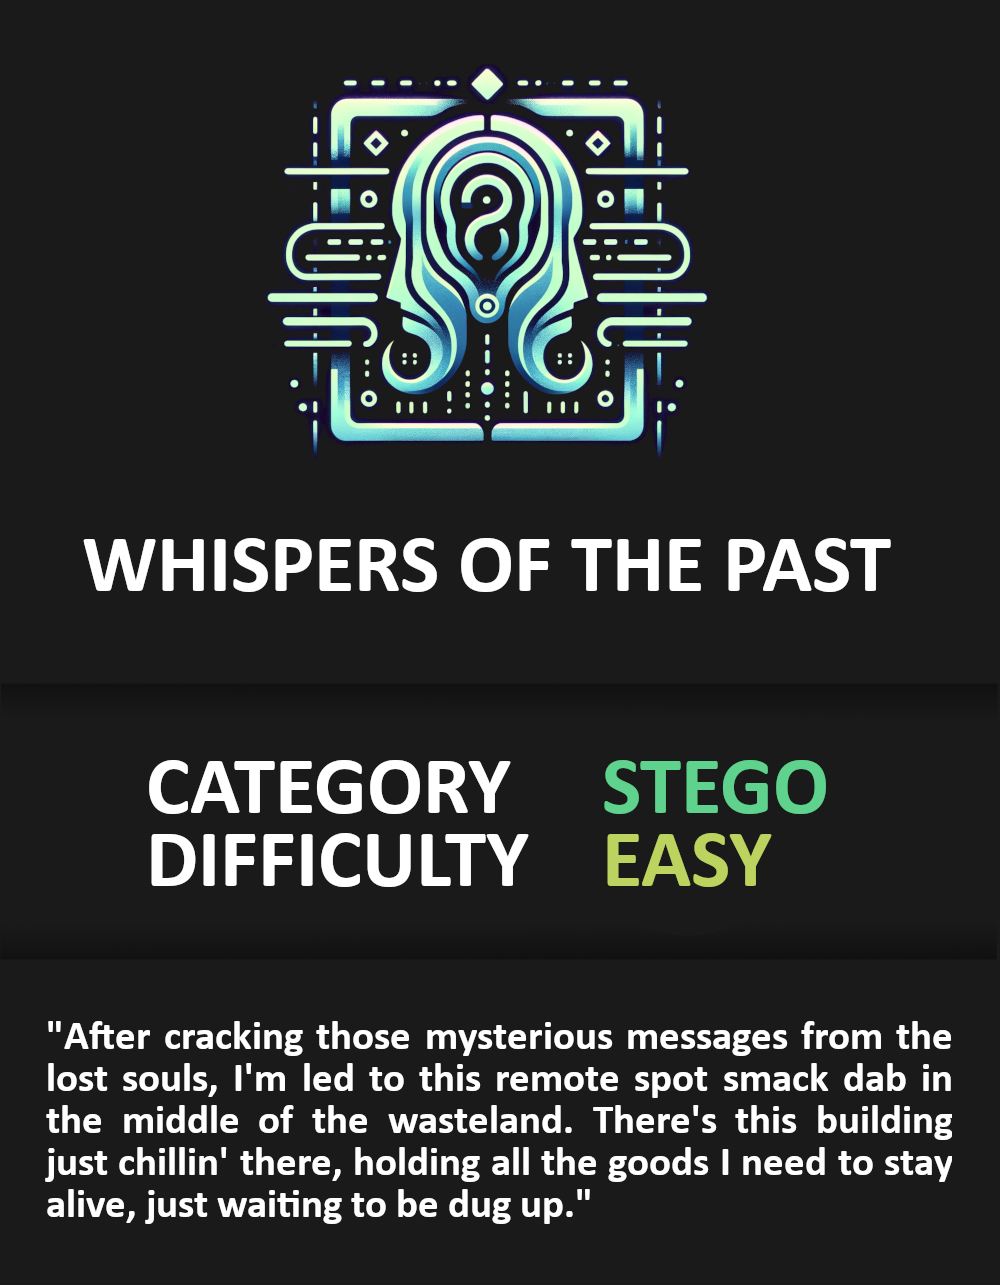 WHISPERS OF THE PAST
CATEGORY STEGO
DIFFICULTY EASY
"After cracking those mysterious messages from the
lost souls, I'm led to this remote spot smack dab in
the middle of the wasteland. There's this building
just chillin' there, holding all the goods I need to stay
alive, just waiting to be dug up."